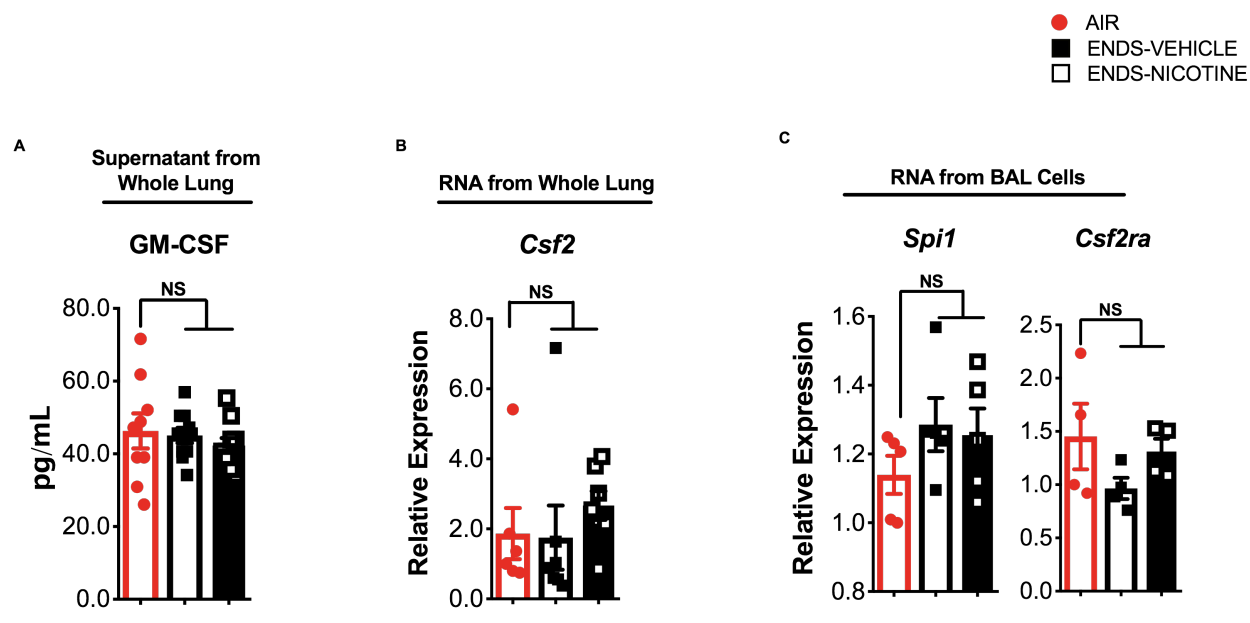 AIR
ENDS-VEHICLE
ENDS-NICOTINE
A
Supernatant from
Whole Lung
GM-CSF
NS
80.0
60.0
40.0
20.0
0.0
pg/mL
B
RNA from Whole Lung
Csf2
NS
8.0
6.0
4.0
2.0
0.0
Relative Expression
C
RNA from BAL Cells
Spi1
NS
1.6
1.4
1.2
1.0
0.8
Relative Expression
Csf2ra
NS
2.5
2.0
1.5
1.0
0.5
0.0